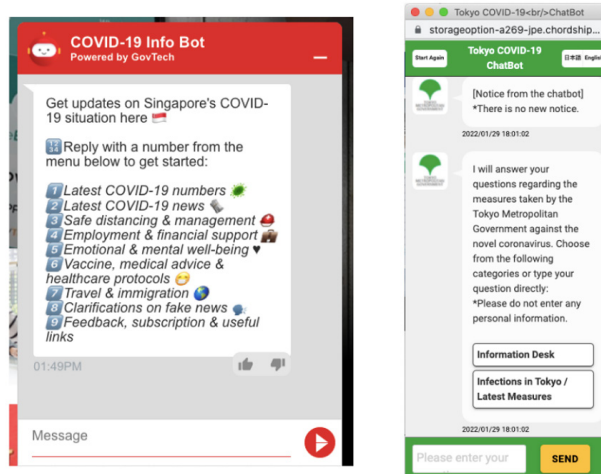 COVID-19 Info Bot
Powered by GovTech
Get updates on Singapore's COVID-
19 situation here
Reply with a number from the
menu below to get started:
1 Latest COVID-19 numbers
2 Latest COVID-19 news
3 Safe distancing & management
4 Employment & financial support
5 Emotional & mental well-being ♥
6 Vaccine, medical advice &
healthcare protocols
7 Travel & immigration
8 Clarifications on fake news
9 Feedback, subscription & useful
links
01:49PM
Message
Tokyo COVID-19<br/>ChatBot
storageoption-a269-jpe.chordship...
Start Again
Tokyo COVID-19
ChatBot
日本語 English
[Notice from the chatbot]
*There is no new notice.
2022/01/29 18:01:02
I will answer your
questions regarding the
measures taken by the
Tokyo Metropolitan
Government against the
novel coronavirus. Choose
from the following
categories or type your
question directly:
*Please do not enter any
personal information.
Information Desk
Infections in Tokyo /
Latest Measures
2022/01/29 18:01:02
Please enter your
SEND